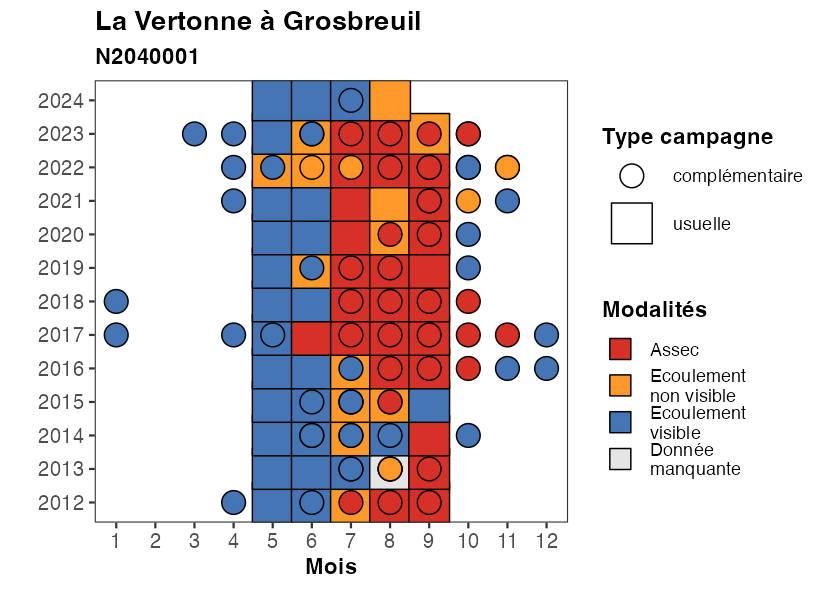 La Vertonne à Grosbreuil
N2040001
2024
2023
2022
2021
2020
2019
2018
2017
2016
2015
2014
2013
2012
1 2 3 4 5 6 7 8 9 10 11 12
Mois
Type campagne
complémentaire
usuelle
Modalités
Assec
Ecoulement
non visible
Ecoulement
visible
Donnée
manquante